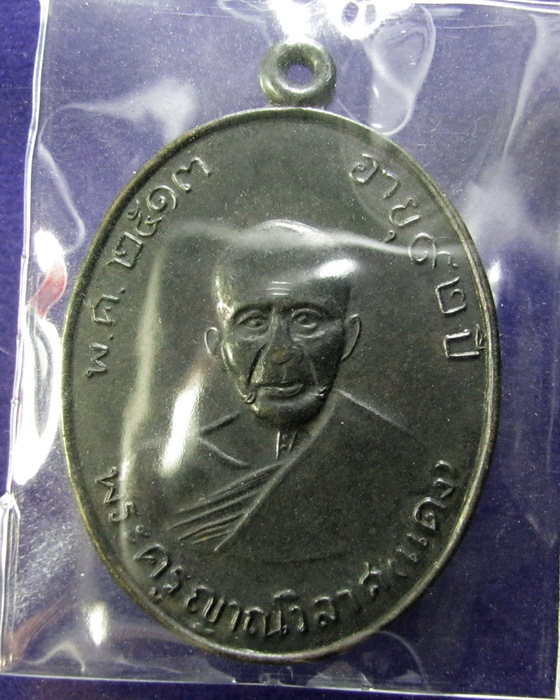 พ.ศ. ๒๕๑๓
อายุ ๙๒ ปี
พระครูญาณวิลาศ(แดง)